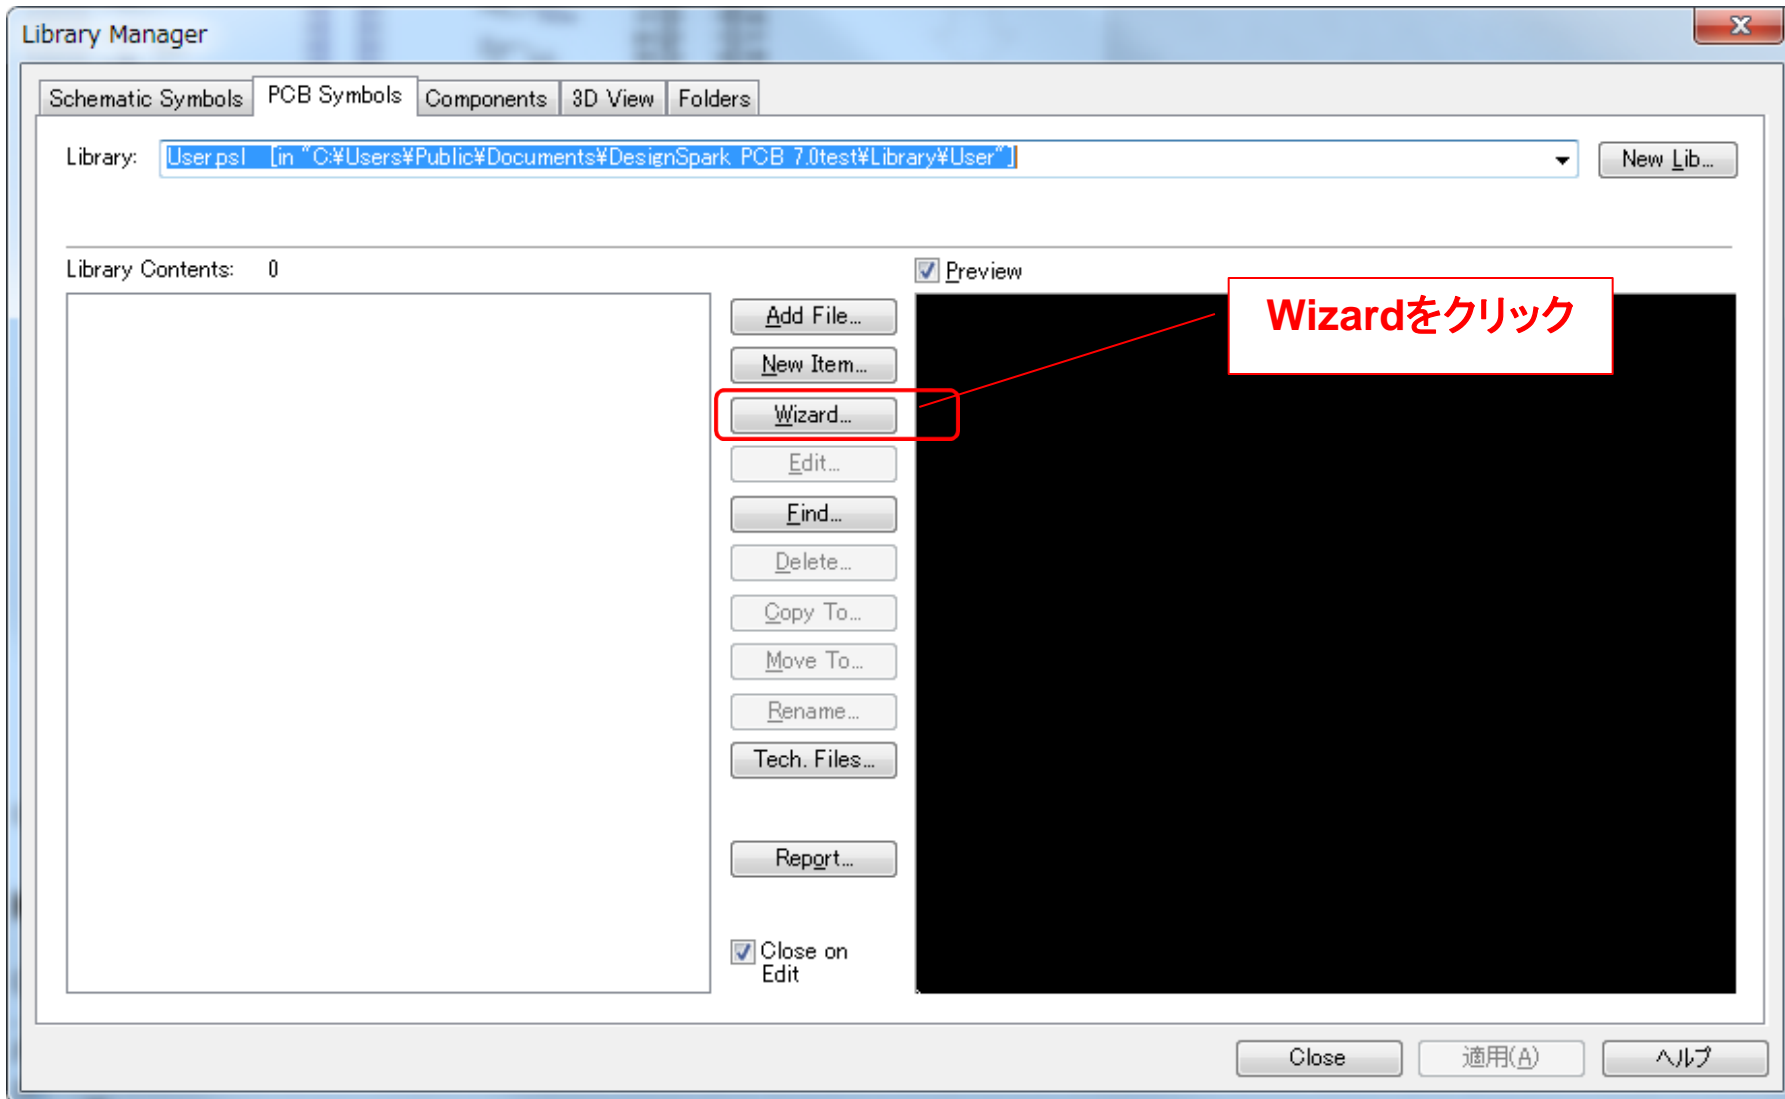 Library Manager
X
Schematic Symbols PCB Symbols Components 3D View Folders
Library: User.psl [in "C:¥Users¥Public¥Documents¥DesignSpark PCB 7.0test¥Library¥User"] New Lib...
Library Contents: 0
Preview
Wizardをクリック
Add File...
New Item...
Wizard...
Edit...
Find...
Delete...
Copy To...
Move To...
Rename...
Tech. Files...
Report...
Close on
Edit
Close 適用(A) ヘルプ